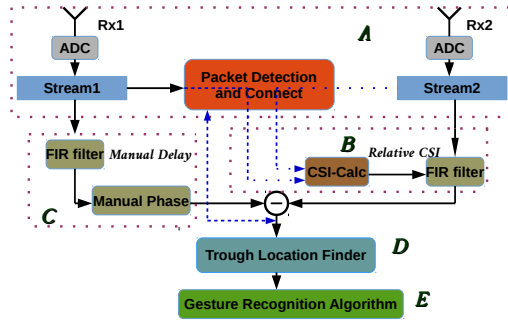 Rx1
Rx2
A
ADC
ADC
Stream1
Packet Detection
and Connect
Stream2
B
FIR filter
Manual Delay
Relative CSI
CSI-Calc
FIR filter
Manual Phase
C
D
Trough Location Finder
E
Gesture Recognition Algorithm